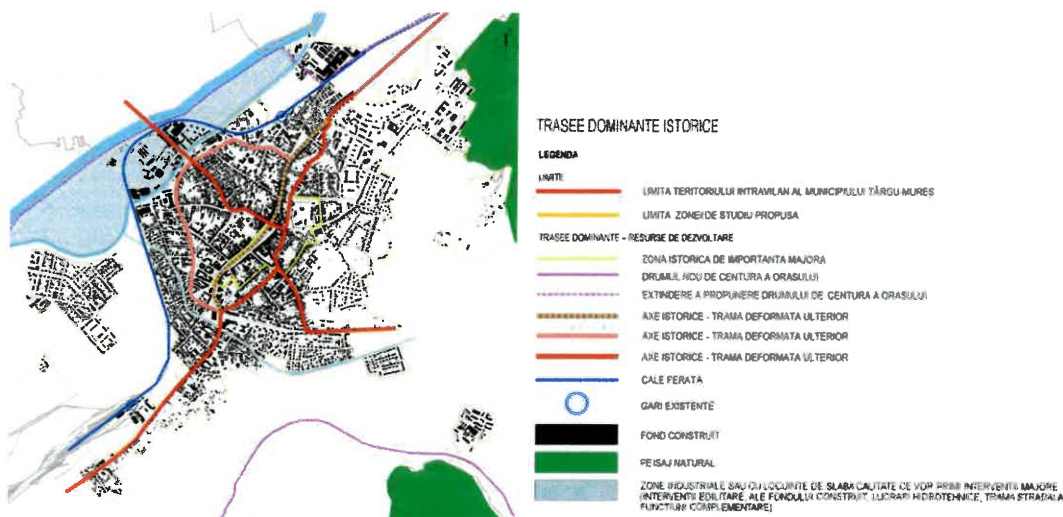 TRASEE DOMINANTE ISTORICE
LEGENDA
LIMITE
LIMITA TERITORIULUI INTRAVILAN AL MUNICIPIULUI TÂRGU-MURES
LIMITA ZONEI DE STUDIU PROPUSA
TRASEE DOMINANTE - RESURSE DE DEZVOLTARE
ZONA ISTORICA DE IMPORTANTA MAJORA
DRUMUL NOU DE CENTURA A ORASULUI
EXTINDERE A PROPUNERE DRUMULUI DE CENTURA A ORASULUI
AXE ISTORICE - TRAMA DEFORMATA ULTERIOR
AXE ISTORICE - TRAMA DEFORMATA ULTERIOR
AXE ISTORICE - TRAMA DEFORMATA ULTERIOR
CALE FERATA
GARI EXISTENTE
FOND CONSTRUIT
PEISAJ NATURAL
ZONE INDUSTRIALE SAU CU LOCUINTE DE SLABA CALITATE CE VOR PRIMI INTERVENTII MAJORE
(INTERVENTII EDILITARE, ALE FONDULUI CONSTRUIT, LUCRARI HIDROTEHNICE, TRAMA STRADALA
FUNCTIUNI COMPLEMENTARE)